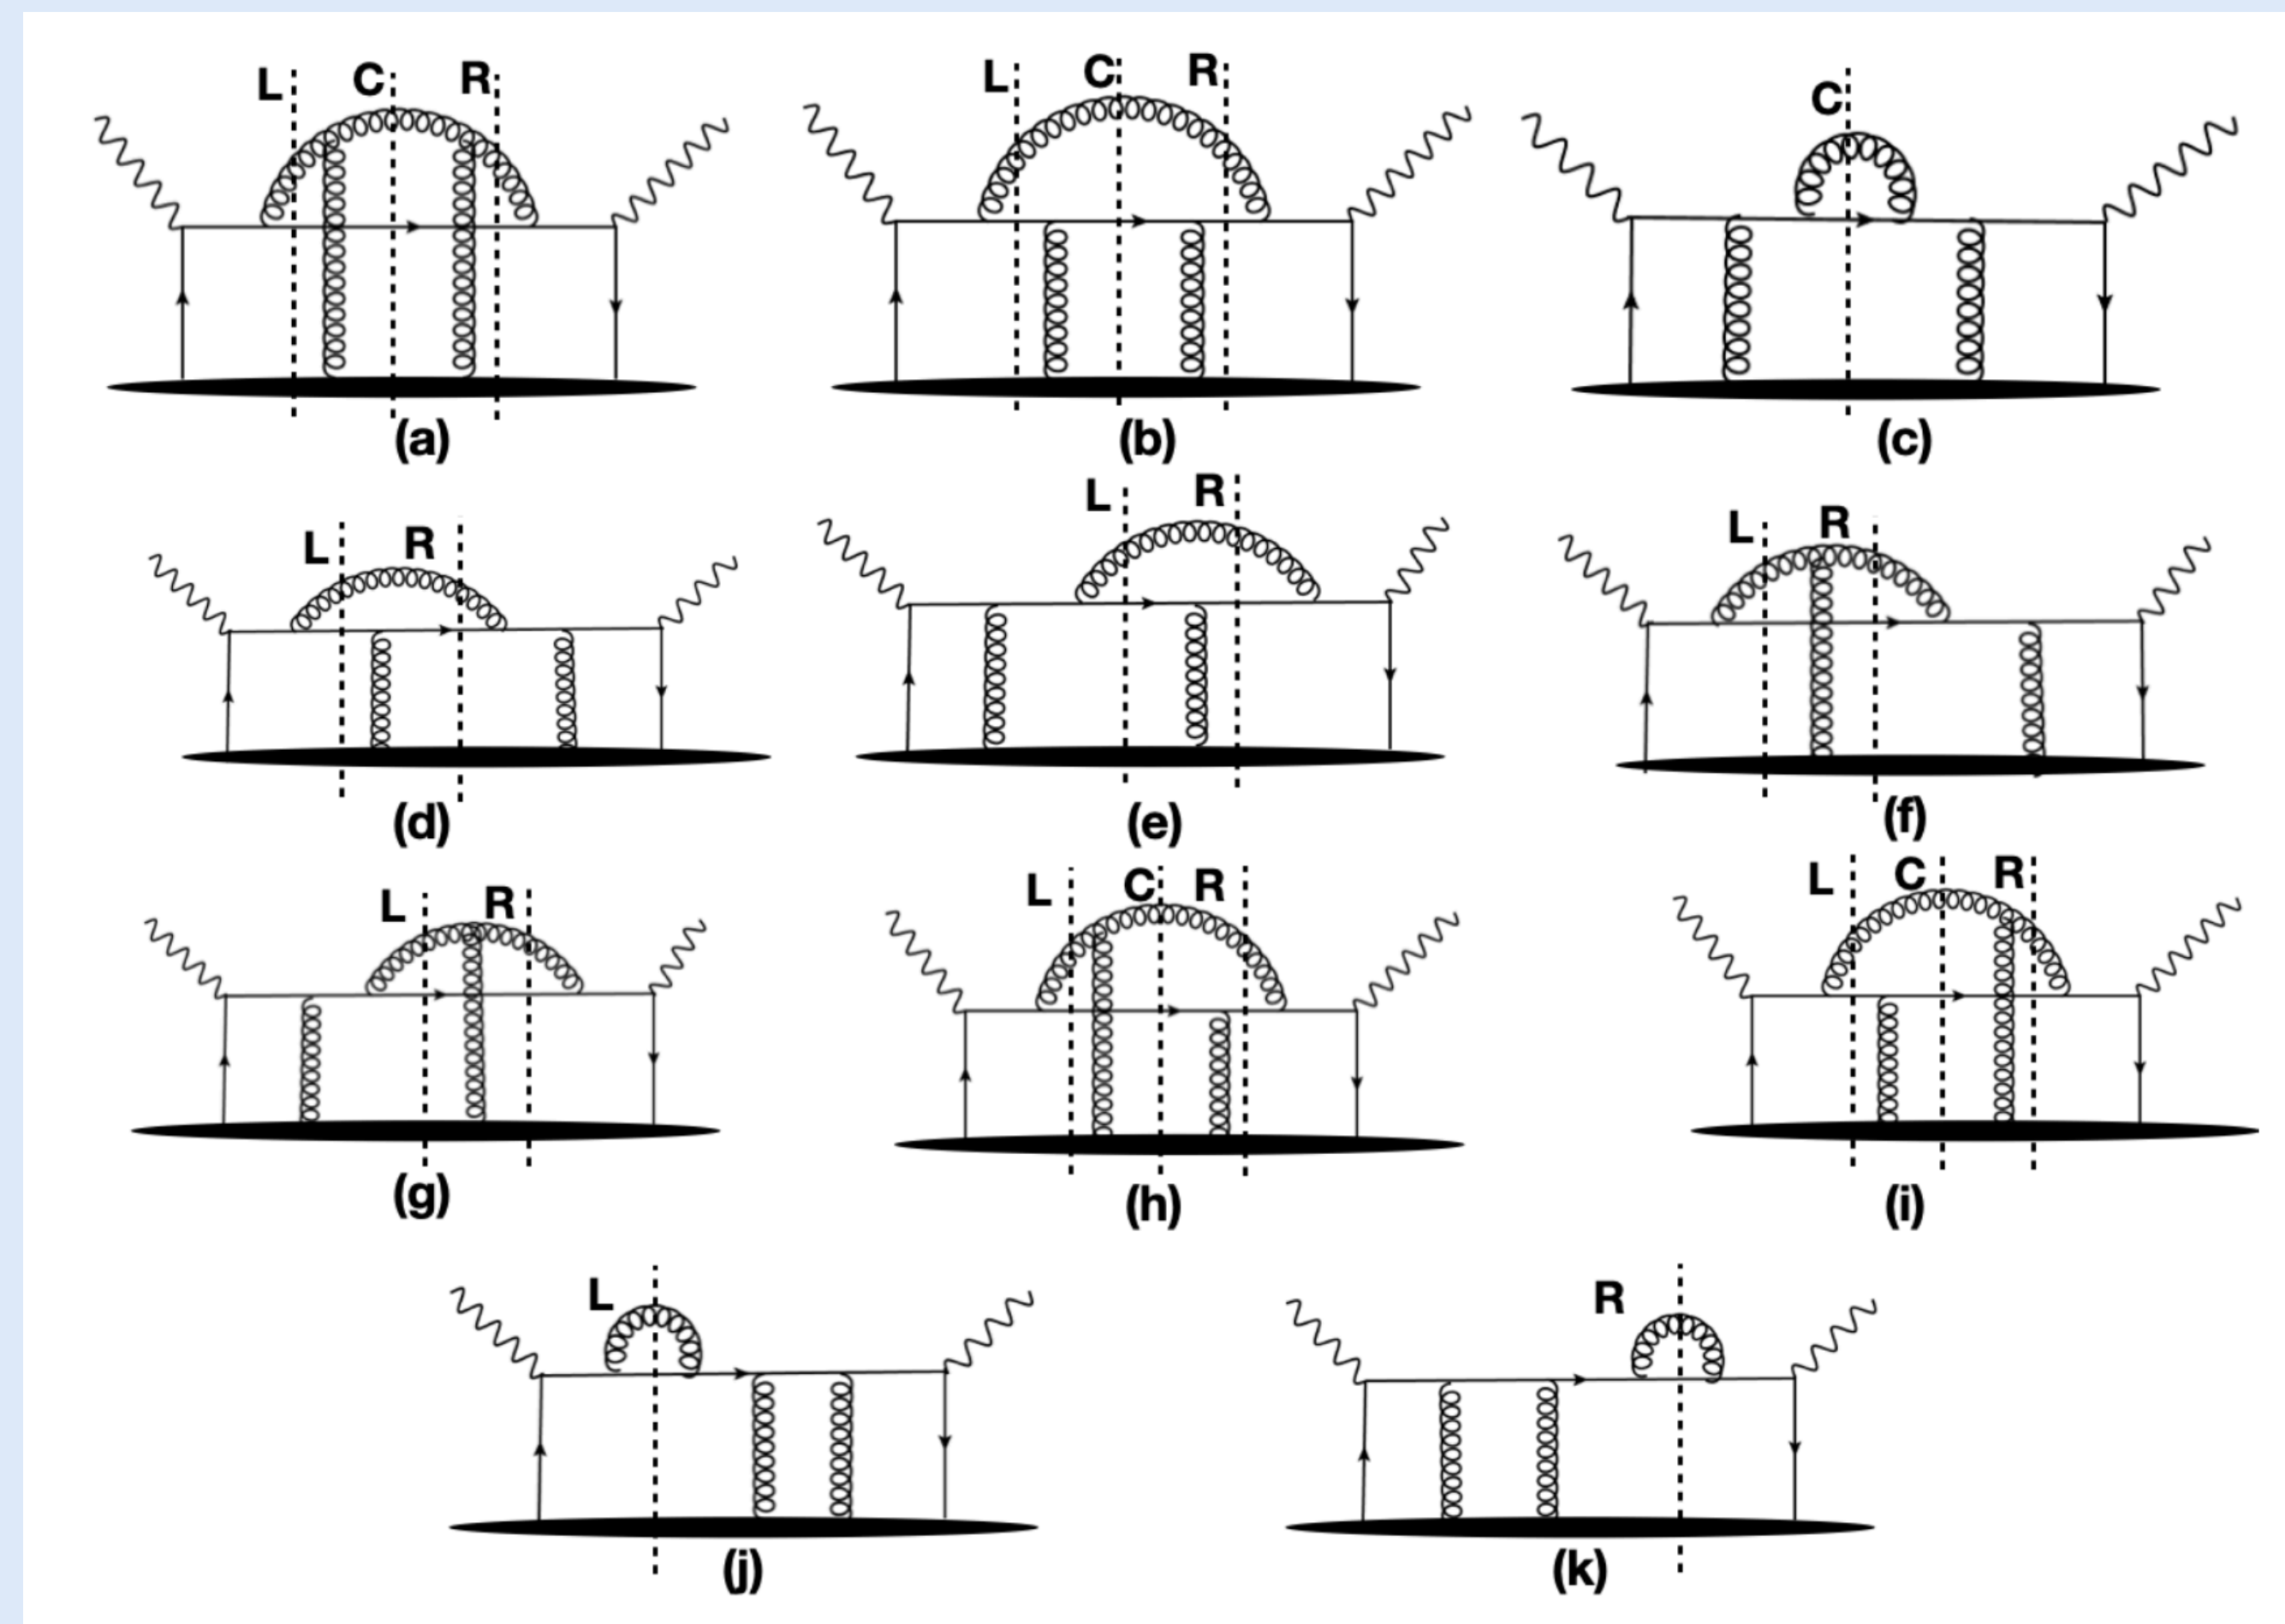 L C R
L C R
C
(a)
(b)
(c)
L R
L R
L R
(d)
(e)
(f)
L R
L C R
L C R
(g)
(h)
(i)
L
R
(j)
(k)